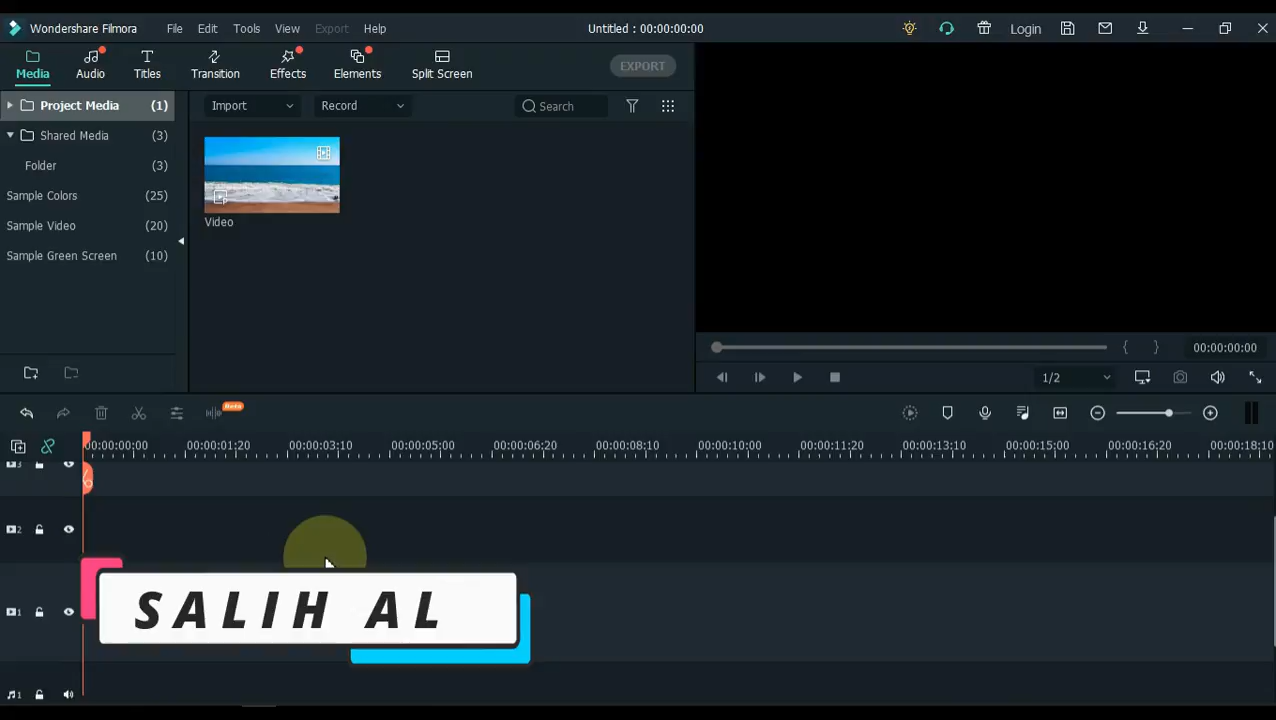 Wondershare Filmora File Edit Tools View Export Help Untitled : 00:00:00:00 Login
Media Audio Titles Transition Effects Elements Split Screen EXPORT
Project Media (1) Import Record Search
Shared Media (3)
Folder (3)
Sample Colors (25)
Sample Video (20)
Sample Green Screen (10)
Video
00:00:00:00
1/2
Beta
00:00:00:00 00:00:01:20 00:00:03:10 00:00:05:00 00:00:06:20 00:00:08:10 00:00:10:00 00:00:11:20 00:00:13:10 00:00:15:00 00:00:16:20 00:00:18:10
3
2
1
SALIH AL
1